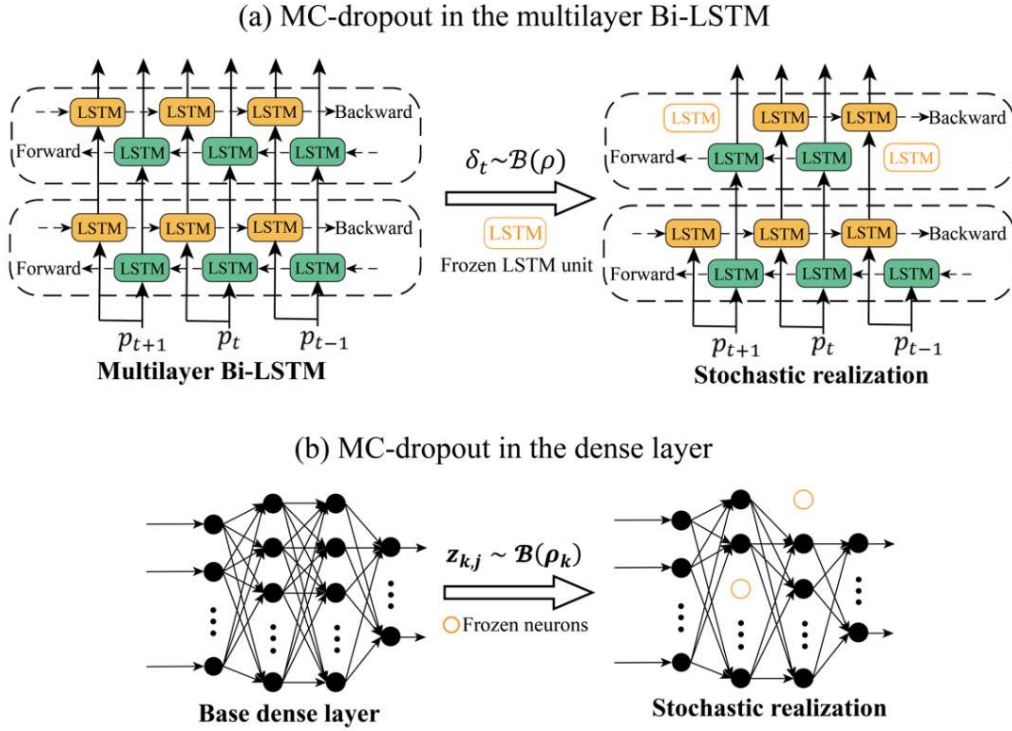 (a) MC-dropout in the multilayer Bi-LSTM
LSTM LSTM LSTM Backward
Forward LSTM LSTM LSTM
LSTM LSTM LSTM Backward
Forward LSTM LSTM LSTM
p_{t+1} p_t p_{t-1}
Multilayer Bi-LSTM
δ_t~ℬ(ρ)
LSTM
Frozen LSTM unit
LSTM LSTM LSTM Backward
Forward LSTM LSTM LSTM
LSTM LSTM LSTM Backward
Forward LSTM LSTM LSTM
p_{t+1} p_t p_{t-1}
Stochastic realization
(b) MC-dropout in the dense layer
Base dense layer
z_{k,j} ~ ℬ(ρ_k)
Frozen neurons
Stochastic realization